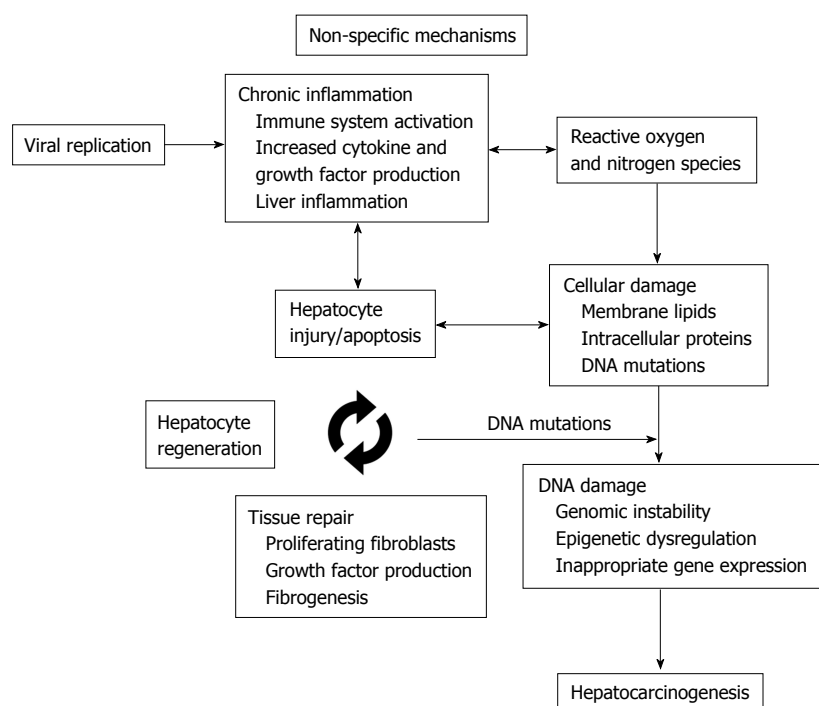 Non-specific mechanisms
Viral replication
Chronic inflammation
Immune system activation
Increased cytokine and
growth factor production
Liver inflammation
Reactive oxygen
and nitrogen species
Hepatocyte
injury/apoptosis
Cellular damage
Membrane lipids
Intracellular proteins
DNA mutations
Hepatocyte
regeneration
DNA mutations
Tissue repair
Proliferating fibroblasts
Growth factor production
Fibrogenesis
DNA damage
Genomic instability
Epigenetic dysregulation
Inappropriate gene expression
Hepatocarcinogenesis